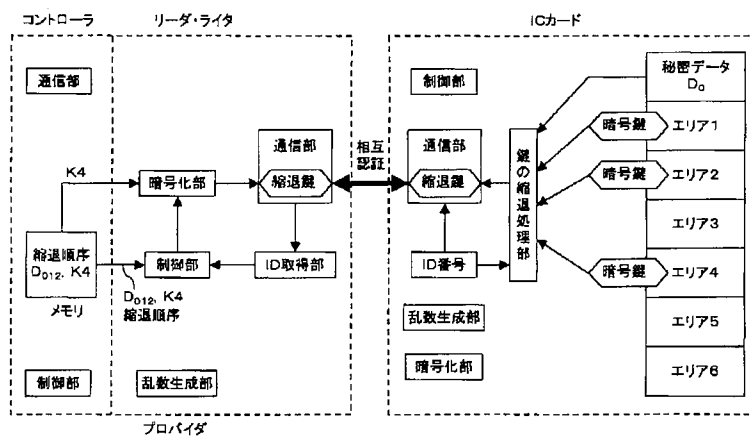 コントローラ
リーダ・ライタ
ICカード
通信部
K4
暗号化部
通信部
縮退鍵
相互
認証
縮退順序
D012、K4
メモリ
制御部
ID取得部
D012、K4
縮退順序
制御部
乱数生成部
プロバイダ
制御部
通信部
縮退鍵
ID番号
乱数生成部
暗号化部
鍵の縮退処理部
秘密データ
D0
暗号鍵
エリア1
暗号鍵
エリア2
エリア3
暗号鍵
エリア4
エリア5
エリア6